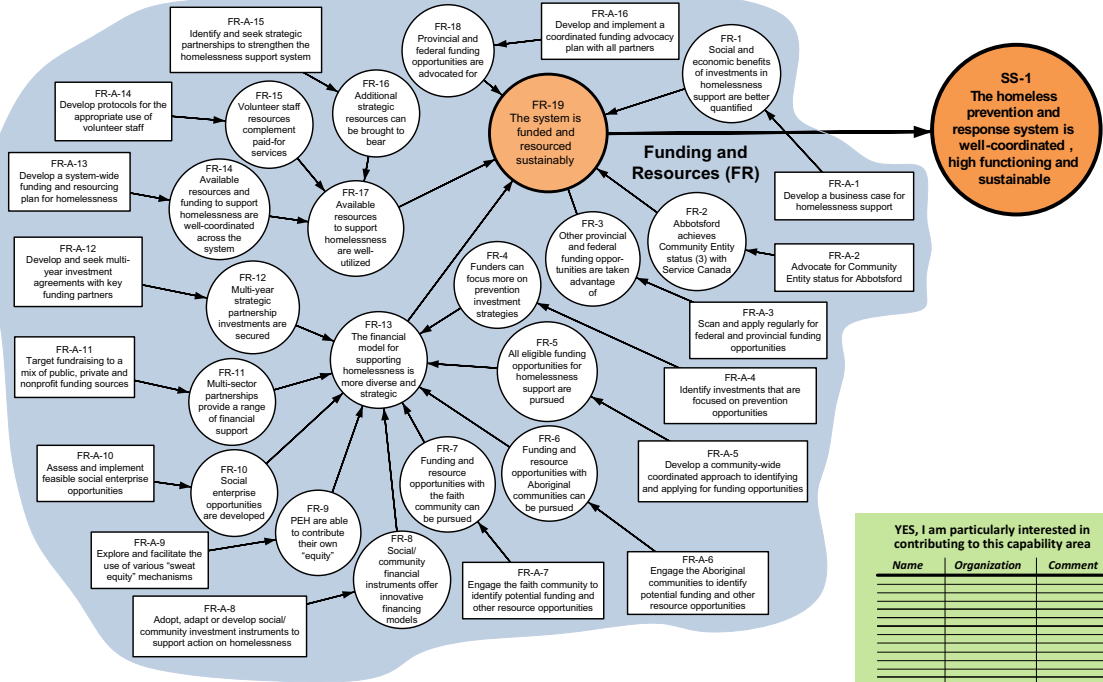 FR-A-15
Identify and seek strategic
partnerships to strengthen the
homelessness support system
FR-18
Provincial and
federal funding
opportunities are
advocated for
FR-A-16
Develop and implement a
coordinated funding advocacy
plan with all partners
FR-1
Social and
economic benefits
of investments in
homelessness
support are better
quantified
SS-1
The homeless
prevention and
response system is
well-coordinated ,
high functioning and
sustainable
FR-A-14
Develop protocols for the
appropriate use of
volunteer staff
FR-15
Volunteer staff
resources
complement
paid-for
services
FR-16
Additional
strategic
resources can
be brought to
bear
FR-19
The system is
funded and
resourced
sustainably
Funding and
Resources (FR)
FR-A-13
Develop a system-wide
funding and resourcing
plan for homelessness
FR-14
Available
resources and
funding to support
homelessness are
well-coordinated
across the
system
FR-17
Available
resources
to support
homelessness
are well-
utilized
FR-A-1
Develop a business case for
homelessness support
FR-3
Other provincial
and federal
funding oppor-
tunities are taken
advantage
of
FR-2
Abbotsford
achieves
Community Entity
status (3) with
Service Canada
FR-A-2
Advocate for Community
Entity status for Abbotsford
FR-A-12
Develop and seek multi-
year investment
agreements with key
funding partners
FR-12
Multi-year
strategic
partnership
investments are
secured
FR-4
Funders can
focus more on
prevention
investment
strategies
FR-A-3
Scan and apply regularly for
federal and provincial funding
opportunities
FR-13
The financial
model for
supporting
homelessness is
more diverse and
strategic
FR-5
All eligible funding
opportunities for
homelessness
support are
pursued
FR-A-11
Target fundraising to a
mix of public, private and
nonprofit funding sources
FR-11
Multi-sector
partnerships
provide a range
of financial
support
FR-A-4
Identify investments that are
focused on prevention
opportunities
FR-A-10
Assess and implement
feasible social enterprise
opportunities
FR-10
Social
enterprise
opportunities
are developed
FR-7
Funding and
resource
opportunities with
the faith
community can
be pursued
FR-6
Funding and
resource
opportunities with
Aboriginal
communities can
be pursued
FR-A-5
Develop a community-wide
coordinated approach to identifying
and applying for funding opportunities
FR-9
PEH are able
to contribute
their own
“equity”
FR-A-9
Explore and facilitate the
use of various “sweat
equity” mechanisms
FR-8
Social/
community
financial
instruments offer
innovative
financing
models
FR-A-7
Engage the faith community to
identify potential funding and
other resource opportunities
FR-A-6
Engage the Aboriginal
communities to identify
potential funding and other
resource opportunities
FR-A-8
Adopt, adapt or develop social/
community investment instruments to
support action on homelessness
YES, I am particularly interested in
contributing to this capability area
Name Organization Comment